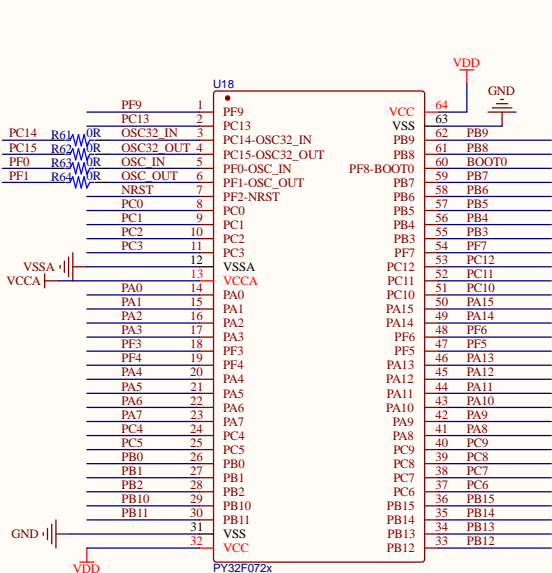 U18
VDD
GND
PF9 1 PF9 VCC 64
PC13 2 PC13 VSS 63
PC14 R61 0R OSC32_IN 3 PC14-OSC32_IN PB9 62 PB9
PC15 R62 0R OSC32_OUT 4 PC15-OSC32_OUT PB8 61 PB8
PF0 R63 0R OSC_IN 5 PF0-OSC_IN PF8-BOOT0 60 BOOT0
PF1 R64 0R OSC_OUT 6 PF1-OSC_OUT PB7 59 PB7
NRST 7 PF2-NRST PB6 58 PB6
PC0 8 PC0 PB5 57 PB5
PC1 9 PC1 PB4 56 PB4
PC2 10 PC2 PB3 55 PB3
PC3 11 PC3 PF7 54 PF7
VSSA 12 VSSA PC12 53 PC12
VCCA 13 VCCA PC11 52 PC11
PA0 14 PA0 PC10 51 PC10
PA1 15 PA1 PA15 50 PA15
PA2 16 PA2 PA14 49 PA14
PA3 17 PA3 PF6 48 PF6
PF3 18 PF3 PF5 47 PF5
PF4 19 PF4 PA13 46 PA13
PA4 20 PA4 PA12 45 PA12
PA5 21 PA5 PA11 44 PA11
PA6 22 PA6 PA10 43 PA10
PA7 23 PA7 PA9 42 PA9
PC4 24 PC4 PA8 41 PA8
PC5 25 PC5 PC9 40 PC9
PB0 26 PB0 PC8 39 PC8
PB1 27 PB1 PC7 38 PC7
PB2 28 PB2 PC6 37 PC6
PB10 29 PB10 PB15 36 PB15
PB11 30 PB11 PB14 35 PB14
GND 31 VSS PB13 34 PB13
32 VCC PB12 33 PB12
VDD
PY32F072x